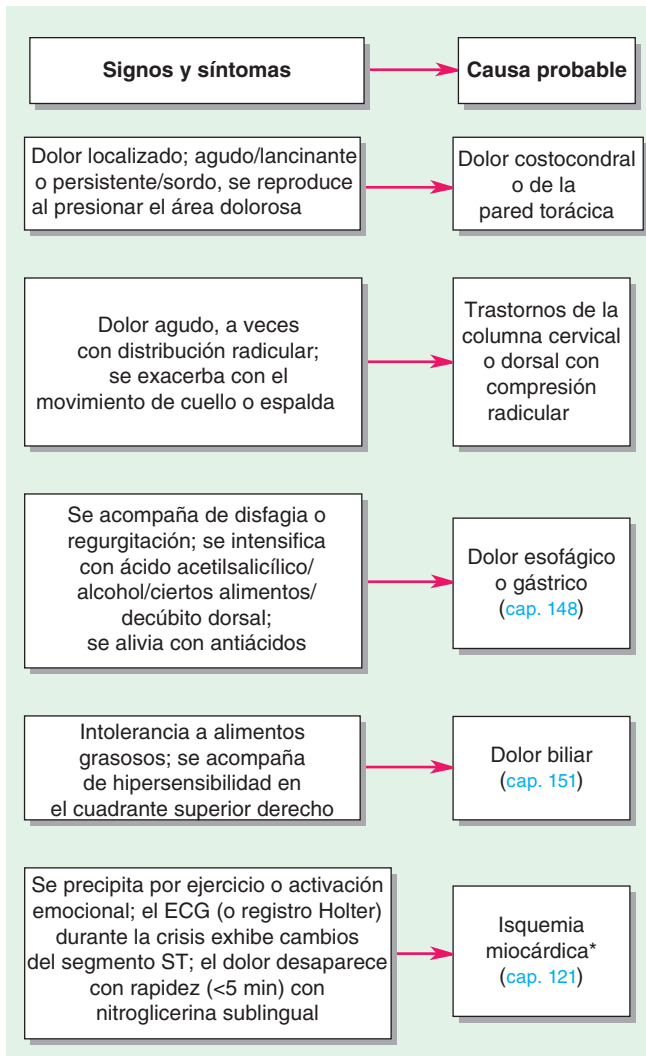 Signos y síntomas
Causa probable
Dolor localizado; agudo/lancinante
o persistente/sordo, se reproduce
al presionar el área dolorosa
Dolor costocondral
o de la
pared torácica
Dolor agudo, a veces
con distribución radicular;
se exacerba con el
movimiento de cuello o espalda
Trastornos de la
columna cervical
o dorsal con
compresión
radicular
Se acompaña de disfagia o
regurgitación; se intensifica
con ácido acetilsalicílico/
alcohol/ciertos alimentos/
decúbito dorsal;
se alivia con antiácidos
Dolor esofágico
o gástrico
(cap. 148)
Intolerancia a alimentos
grasosos; se acompaña
de hipersensibilidad en
el cuadrante superior derecho
Dolor biliar
(cap. 151)
Se precipita por ejercicio o activación
emocional; el ECG (o registro Holter)
durante la crisis exhibe cambios
del segmento ST; el dolor desaparece
con rapidez (<5 min) con
nitroglicerina sublingual
Isquemia
miocárdica*
(cap. 121)